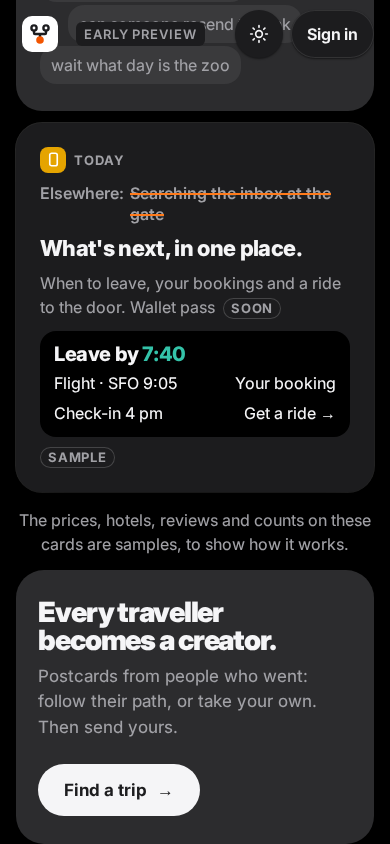 EARLY PREVIEW
Sign in
wait what day is the zoo
TODAY
Elsewhere: Searching the inbox at the
gate
What's next, in one place.
When to leave, your bookings and a ride
to the door. Wallet pass SOON
Leave by 7:40
Flight · SFO 9:05 Your booking
Check-in 4 pm Get a ride →
SAMPLE
The prices, hotels, reviews and counts on these
cards are samples, to show how it works.
Every traveller
becomes a creator.
Postcards from people who went:
follow their path, or take your own.
Then send yours.
Find a trip →